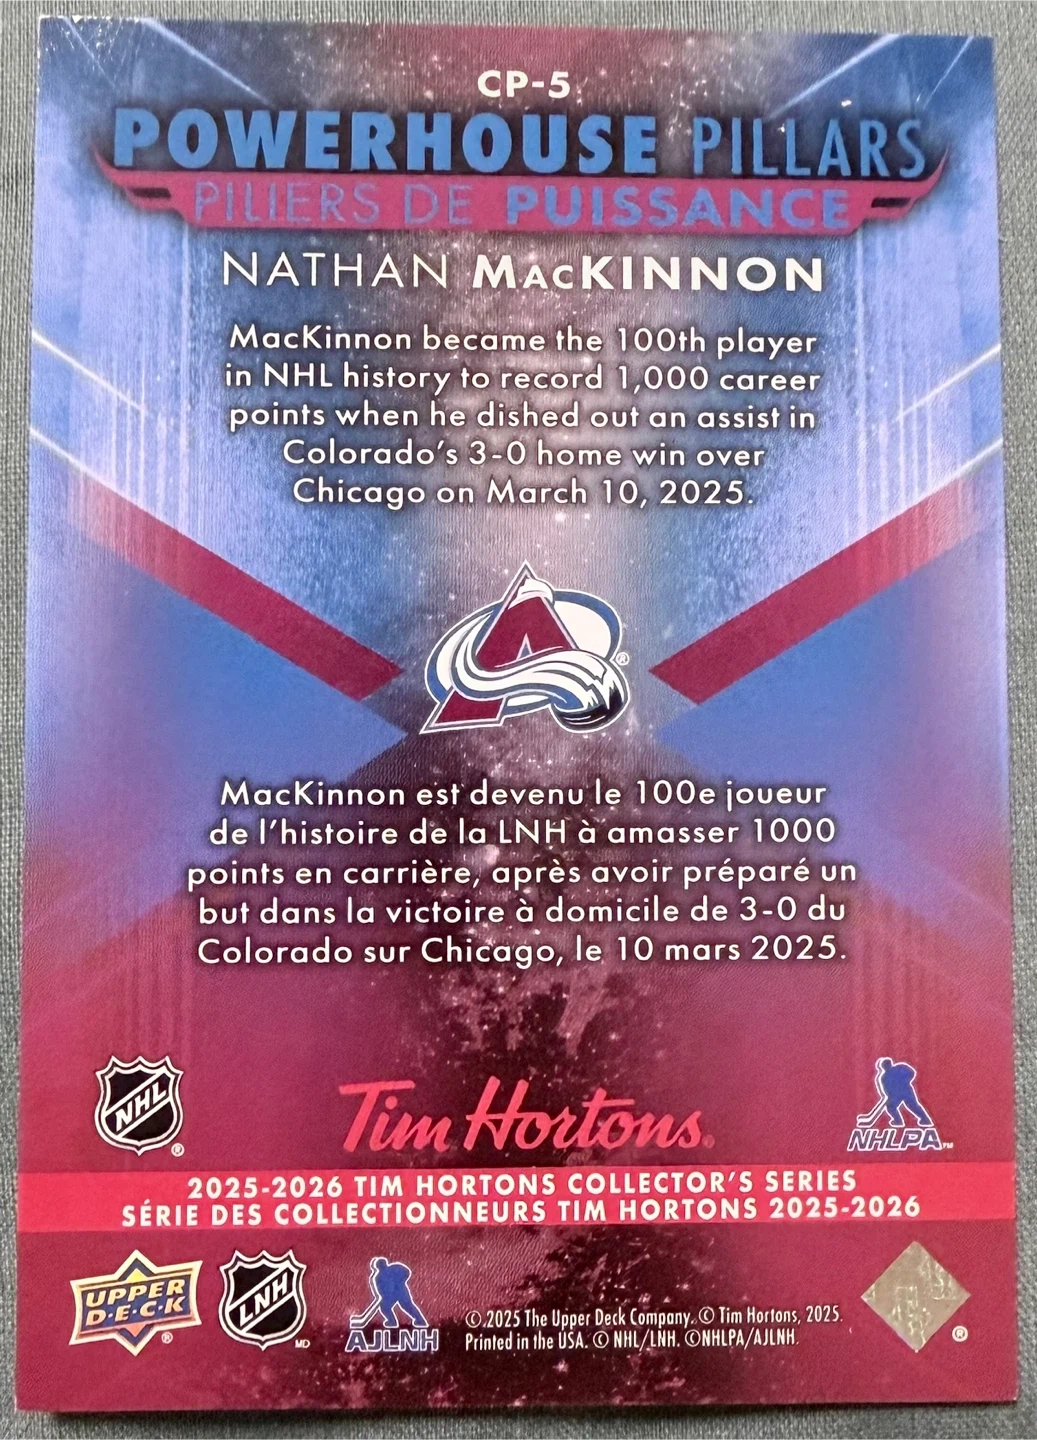 CP-5
POWERHOUSE PILLARS
PILIERS DE PUISSANCE
NATHAN MacKINNON
MacKinnon became the 100th player
in NHL history to record 1,000 career
points when he dished out an assist in
Colorado's 3-0 home win over
Chicago on March 10, 2025.
A ®
MacKinnon est devenu le 100e joueur
de l'histoire de la LNH à amasser 1000
points en carrière, après avoir préparé un
but dans la victoire à domicile de 3-0 du
Colorado sur Chicago, le 10 mars 2025.
NHL ® Tim Hortons. NHLPA™
2025-2026 TIM HORTONS COLLECTOR'S SERIES
SÉRIE DES COLLECTIONNEURS TIM HORTONS 2025-2026
UPPER D·E·C·K ® LNH MD AJLNH
© 2025 The Upper Deck Company. © Tim Hortons, 2025.
Printed in the USA. © NHL/LNH. ©NHLPA/AJLNH.
®